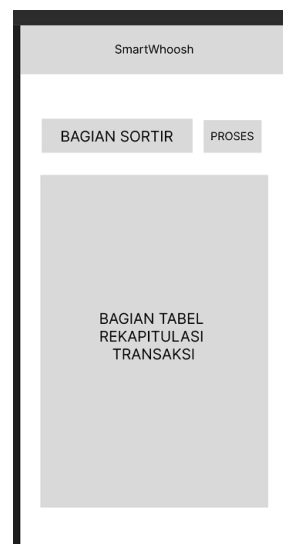 SmartWhoosh
BAGIAN SORTIR
PROSES
BAGIAN TABEL
REKAPITULASI
TRANSAKSI